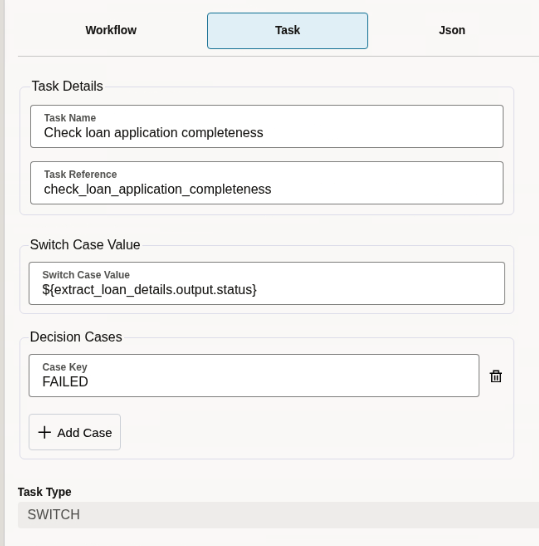 Workflow Task Json
Task Details
Task Name
Check loan application completeness
Task Reference
check_loan_application_completeness
Switch Case Value
Switch Case Value
${extract_loan_details.output.status}
Decision Cases
Case Key
FAILED
Add Case
Task Type
SWITCH